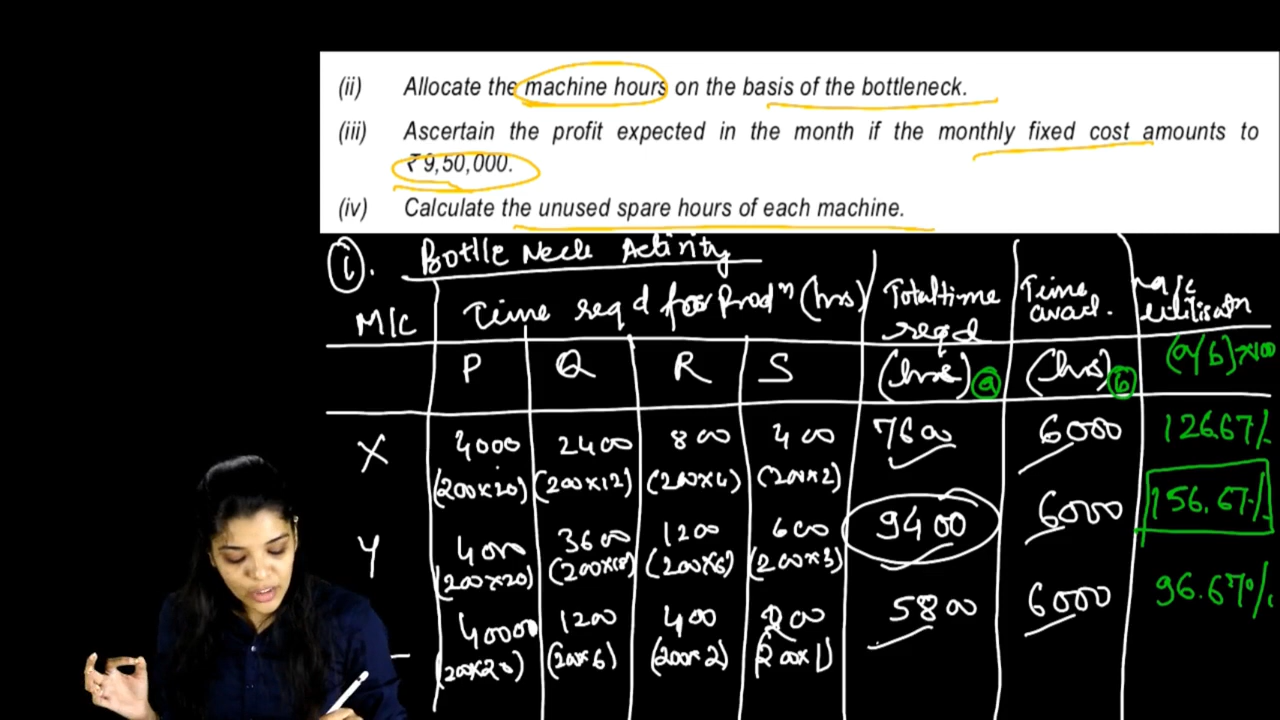 (ii) Allocate the machine hours on the basis of the bottleneck.
(iii) Ascertain the profit expected in the month if the monthly fixed cost amounts to
₹9,50,000.
(iv) Calculate the unused spare hours of each machine.
(i). Bottle Neck Activity
M/C Time reqd for Prodⁿ (hrs) Total time reqd Time avail. M/C utilisatn
P Q R S (hrs) (a) (hrs) (b) (a/b)×100
X 4000 2400 800 400 7600 6000 126.67%
(200×20) (200×12) (200×4) (200×2)
Y 4000 3600 1200 600 9400 6000 156.67%
(200×20) (200×18) (200×6) (200×3)
40000 1200 400 200 5800 6000 96.67%
(200×20) (200×6) (200×2) (200×1)